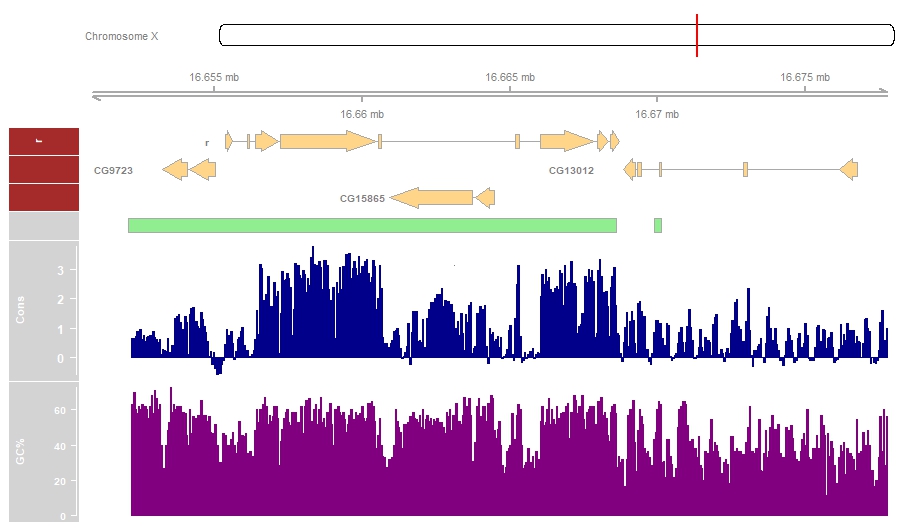 Chromosome X
16.655 mb
16.665 mb
16.675 mb
16.66 mb
16.67 mb
r
r
CG9723
CG13012
CG15865
Cons
3
2
1
0
GC%
60
40
20
0